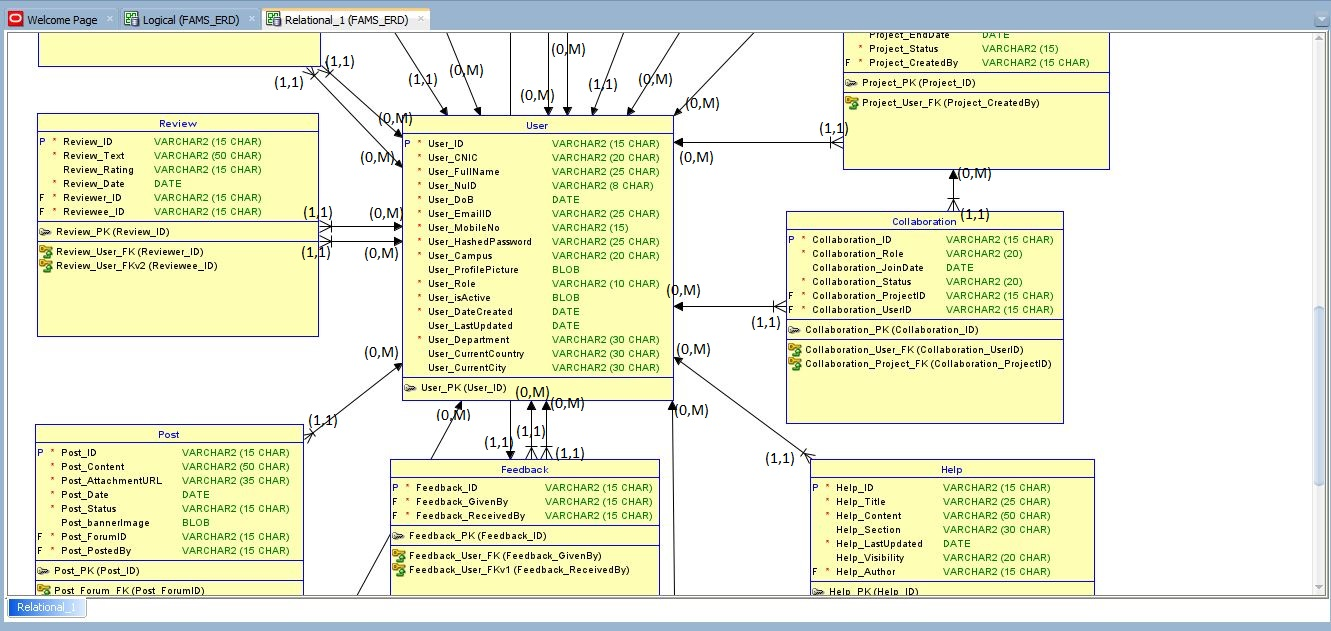 Welcome Page
Logical (FAMS_ERD)
Relational_1 (FAMS_ERD)
(1,1)
(1,1)
(0,M)
(0,M)
(1,1)
(0,M)
(0,M)
(0,M)
(1,1)
(0,M)
(0,M)
Project_EndDate DATE
* Project_Status VARCHAR2 (15)
F * Project_CreatedBy VARCHAR2 (15 CHAR)
Project_PK (Project_ID)
Project_User_FK (Project_CreatedBy)
(1,1)
(0,M)
(0,M)
(1,1)
Review
P * Review_ID VARCHAR2 (15 CHAR)
* Review_Text VARCHAR2 (50 CHAR)
Review_Rating VARCHAR2 (15 CHAR)
* Review_Date DATE
F * Reviewer_ID VARCHAR2 (15 CHAR)
F * Reviewee_ID VARCHAR2 (15 CHAR)
Review_PK (Review_ID)
Review_User_FK (Reviewer_ID)
Review_User_FKv2 (Reviewee_ID)
(1,1)
(0,M)
(1,1)
(0,M)
User
P * User_ID VARCHAR2 (15 CHAR)
* User_CNIC VARCHAR2 (20 CHAR)
* User_FullName VARCHAR2 (25 CHAR)
* User_NuID VARCHAR2 (8 CHAR)
* User_DoB DATE
* User_EmailID VARCHAR2 (25 CHAR)
* User_MobileNo VARCHAR2 (15)
* User_HashedPassword VARCHAR2 (25 CHAR)
* User_Campus VARCHAR2 (20 CHAR)
User_ProfilePicture BLOB
* User_Role VARCHAR2 (10 CHAR)
* User_isActive BLOB
* User_DateCreated DATE
User_LastUpdated DATE
* User_Department VARCHAR2 (30 CHAR)
User_CurrentCountry VARCHAR2 (30 CHAR)
User_CurrentCity VARCHAR2 (30 CHAR)
User_PK (User_ID)
Collaboration
P * Collaboration_ID VARCHAR2 (15 CHAR)
* Collaboration_Role VARCHAR2 (20)
Collaboration_JoinDate DATE
* Collaboration_Status VARCHAR2 (20)
F * Collaboration_ProjectID VARCHAR2 (15 CHAR)
F * Collaboration_UserID VARCHAR2 (15 CHAR)
Collaboration_PK (Collaboration_ID)
Collaboration_User_FK (Collaboration_UserID)
Collaboration_Project_FK (Collaboration_ProjectID)
(0,M)
(1,1)
(0,M)
(0,M)
(1,1)
(0,M)
(0,M)
(0,M)
(0,M)
(1,1)
(1,1)
(1,1)
(1,1)
Post
P * Post_ID VARCHAR2 (15 CHAR)
* Post_Content VARCHAR2 (50 CHAR)
* Post_AttachmentURL VARCHAR2 (35 CHAR)
* Post_Date DATE
* Post_Status VARCHAR2 (15 CHAR)
Post_bannerImage BLOB
F * Post_ForumID VARCHAR2 (15 CHAR)
F * Post_PostedBy VARCHAR2 (15 CHAR)
Post_PK (Post_ID)
Post_Forum_FK (Post_ForumID)
Feedback
P * Feedback_ID VARCHAR2 (15 CHAR)
F * Feedback_GivenBy VARCHAR2 (15 CHAR)
F * Feedback_ReceivedBy VARCHAR2 (15 CHAR)
Feedback_PK (Feedback_ID)
Feedback_User_FK (Feedback_GivenBy)
Feedback_User_FKv1 (Feedback_ReceivedBy)
Help
P * Help_ID VARCHAR2 (15 CHAR)
* Help_Title VARCHAR2 (25 CHAR)
* Help_Content VARCHAR2 (50 CHAR)
Help_Section VARCHAR2 (30 CHAR)
* Help_LastUpdated DATE
Help_Visibility VARCHAR2 (20 CHAR)
F * Help_Author VARCHAR2 (15 CHAR)
Help_PK (Help_ID)
Relational_1